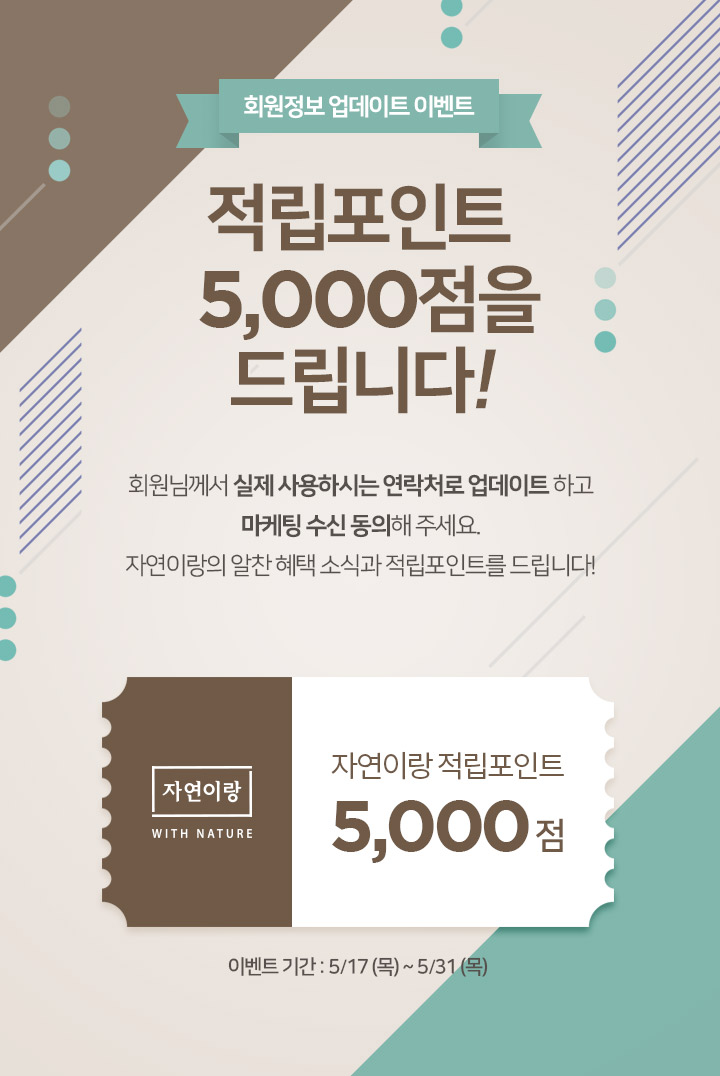 회원정보 업데이트 이벤트
적립포인트
5,000점을
드립니다!
회원님께서 실제 사용하시는 연락처로 업데이트 하고
마케팅 수신 동의해 주세요.
자연이랑의 알찬 혜택 소식과 적립포인트를 드립니다!
자연이랑
WITH NATURE
자연이랑 적립포인트
5,000 점
이벤트 기간 : 5/17 (목) ~ 5/31 (목)